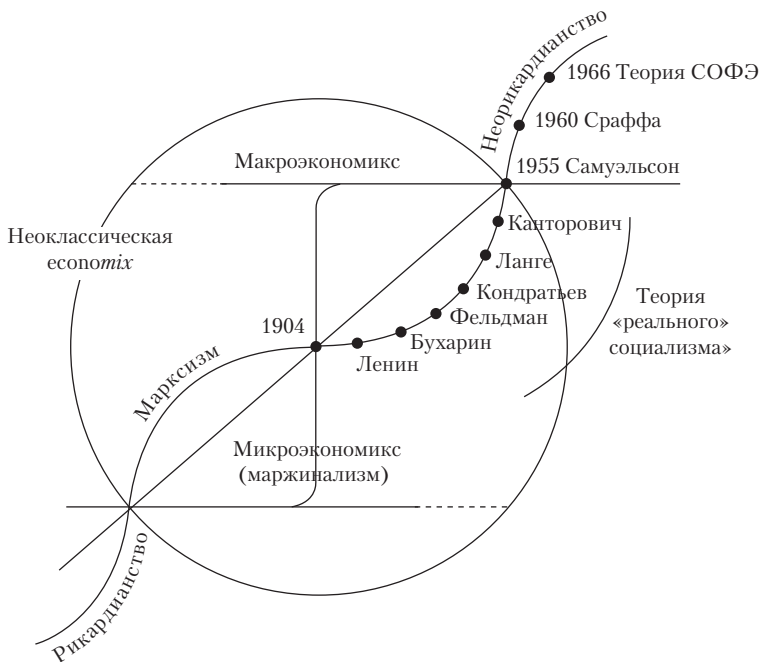 Неорикардианство
1966 Теория СОФЭ
1960 Сраффа
Макроэкономикс
1955 Самуэльсон
Канторович
Неоклассическая
economix
Ланге
Кондратьев
Теория
«реального»
социализма»
1904
Фельдман
Бухарин
Ленин
Марксизм
Микроэкономикс
(маржинализм)
Рикардианство